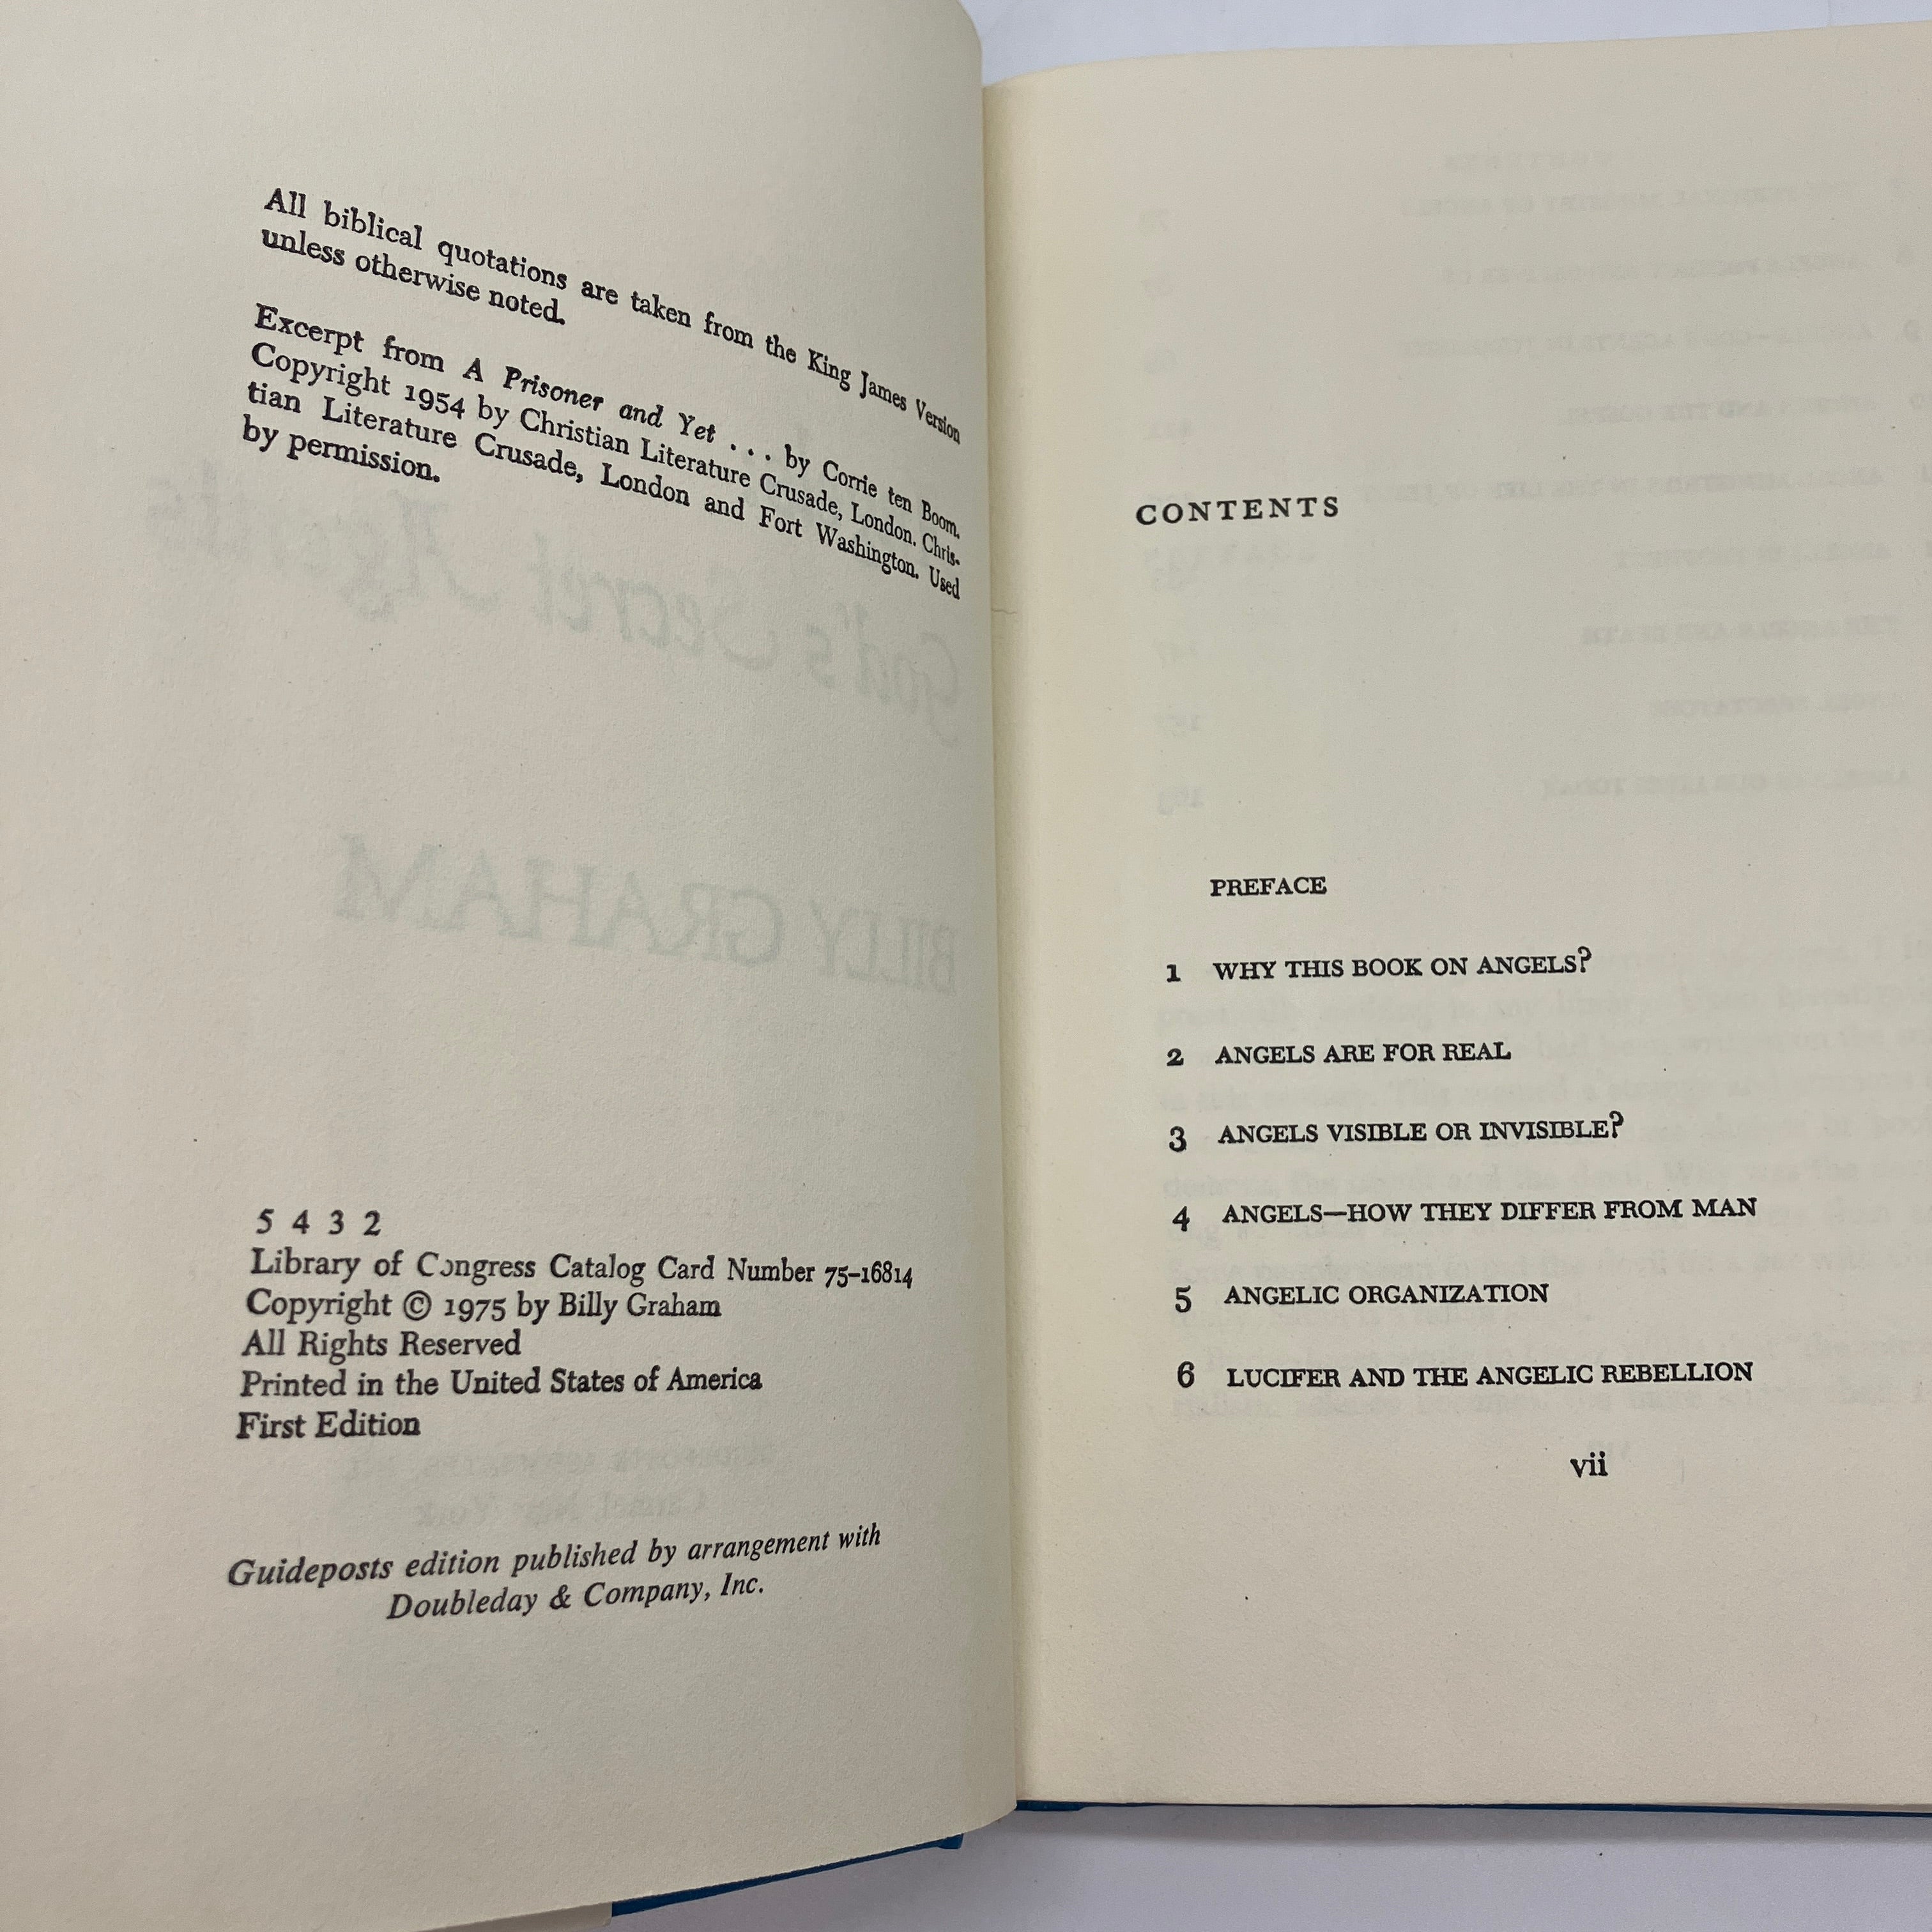 All biblical quotations are taken from the King James Version
unless otherwise noted.
Excerpt from A Prisoner and Yet . . . by Corrie ten Boom.
Copyright 1954 by Christian Literature Crusade, London. Chris-
tian Literature Crusade, London and Fort Washington. Used
by permission.
God's Secret Agents
BILLY GRAHAM
5 4 3 2
Library of Congress Catalog Card Number 75–16814
Copyright © 1975 by Billy Graham
All Rights Reserved
Printed in the United States of America
First Edition
Guideposts edition published by arrangement with
Doubleday & Company, Inc.
CONTENTS
PREFACE
1 WHY THIS BOOK ON ANGELS?
2 ANGELS ARE FOR REAL
3 ANGELS VISIBLE OR INVISIBLE?
4 ANGELS—HOW THEY DIFFER FROM MAN
5 ANGELIC ORGANIZATION
6 LUCIFER AND THE ANGELIC REBELLION
vii